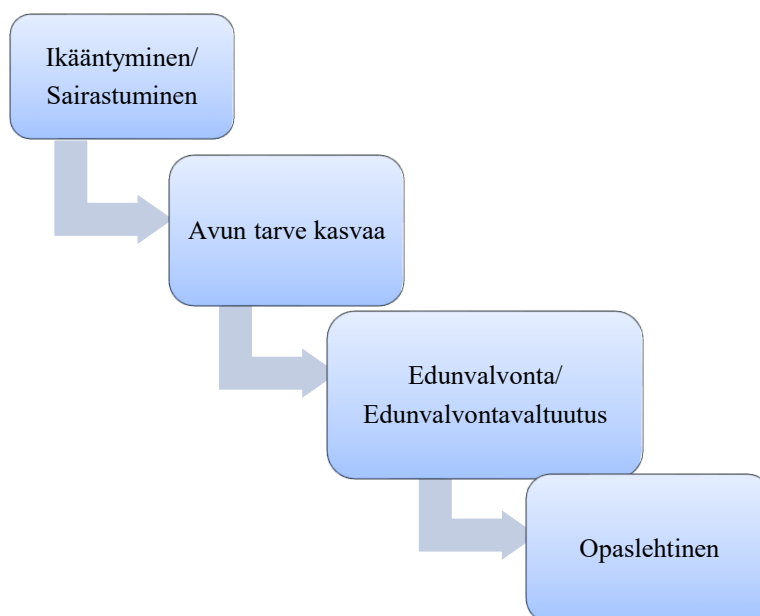 Ikääntyminen/
Sairastuminen
Avun tarve kasvaa
Edunvalvonta/
Edunvalvontavaltuutus
Opaslehtinen